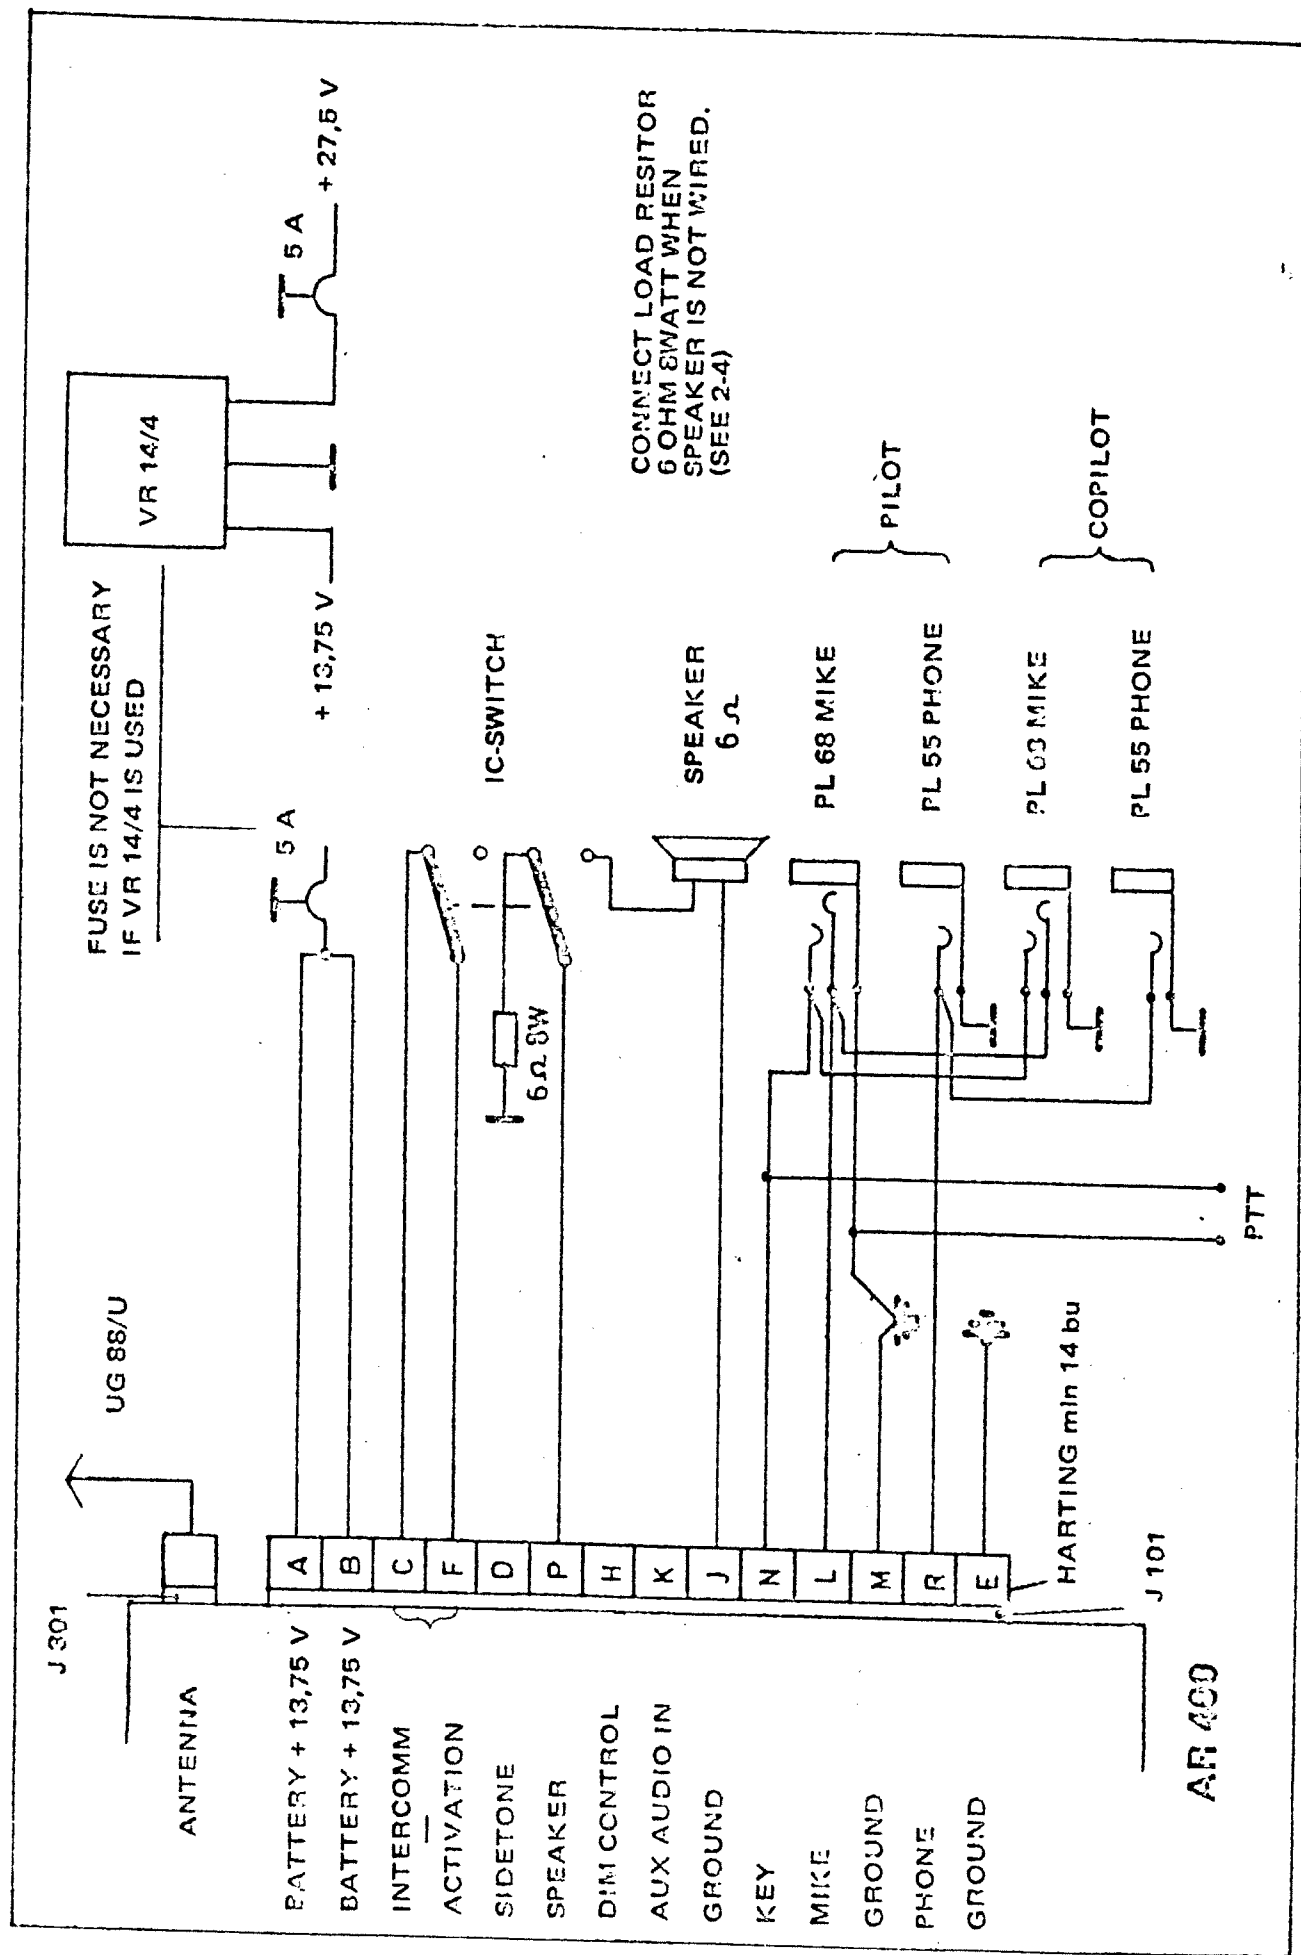 J 301
UG 88/U
ANTENNA
FUSE IS NOT NECESSARY
IF VR 14/4 IS USED
VR 14/4
5 A
5 A
+ 13,75 V
+ 27,5 V
BATTERY + 13,75 V
A
BATTERY + 13,75 V
B
INTERCOMM
C
—
ACTIVATION
F
IC-SWITCH
SIDETONE
D
6Ω 8W
SPEAKER
P
DIM CONTROL
H
AUX AUDIO IN
K
GROUND
J
SPEAKER
6 Ω
CONNECT LOAD RESITOR
6 OHM 8WATT WHEN
SPEAKER IS NOT WIRED.
(SEE 2-4)
KEY
N
MIKE
L
PL 68 MIKE
GROUND
M
PILOT
PHONE
R
PL 55 PHONE
GROUND
E
PL 68 MIKE
COPILOT
PL 55 PHONE
HARTING min 14 bu
J 101
PTT
AR 400